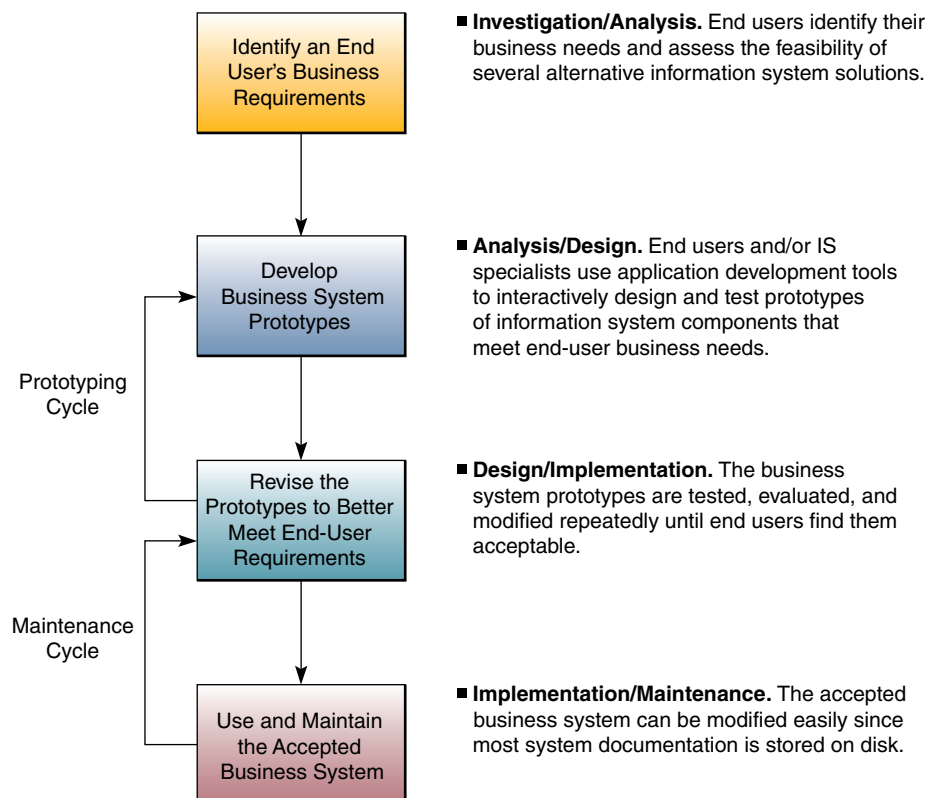 Identify an End
User's Business
Requirements
■ Investigation/Analysis. End users identify their
business needs and assess the feasibility of
several alternative information system solutions.
Develop
Business System
Prototypes
■ Analysis/Design. End users and/or IS
specialists use application development tools
to interactively design and test prototypes
of information system components that
meet end-user business needs.
Prototyping
Cycle
Revise the
Prototypes to Better
Meet End-User
Requirements
■ Design/Implementation. The business
system prototypes are tested, evaluated, and
modified repeatedly until end users find them
acceptable.
Maintenance
Cycle
Use and Maintain
the Accepted
Business System
■ Implementation/Maintenance. The accepted
business system can be modified easily since
most system documentation is stored on disk.